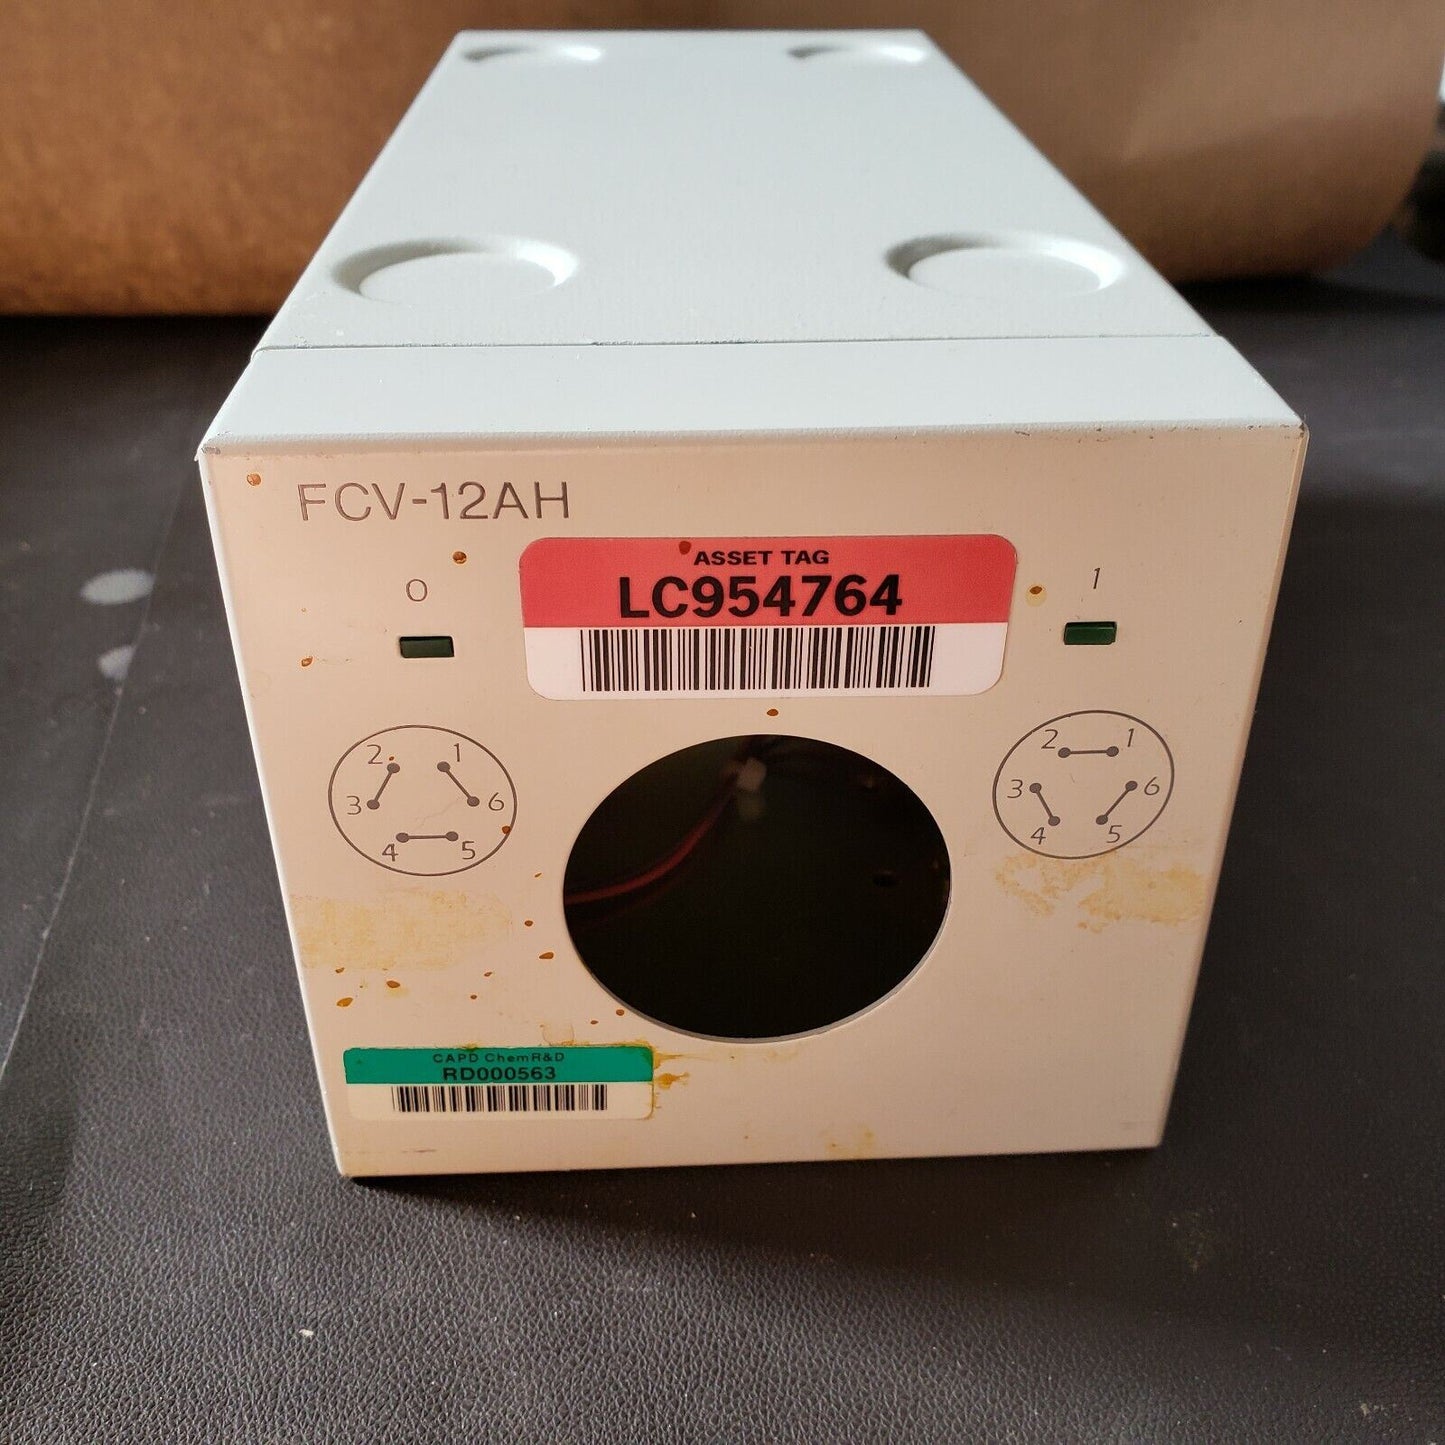 FCV-12AH
ASSET TAG
LC954764
0
1
2 1
3 6
4 5
2 1
3 6
4 5
CAPD ChemR&D
RD000563